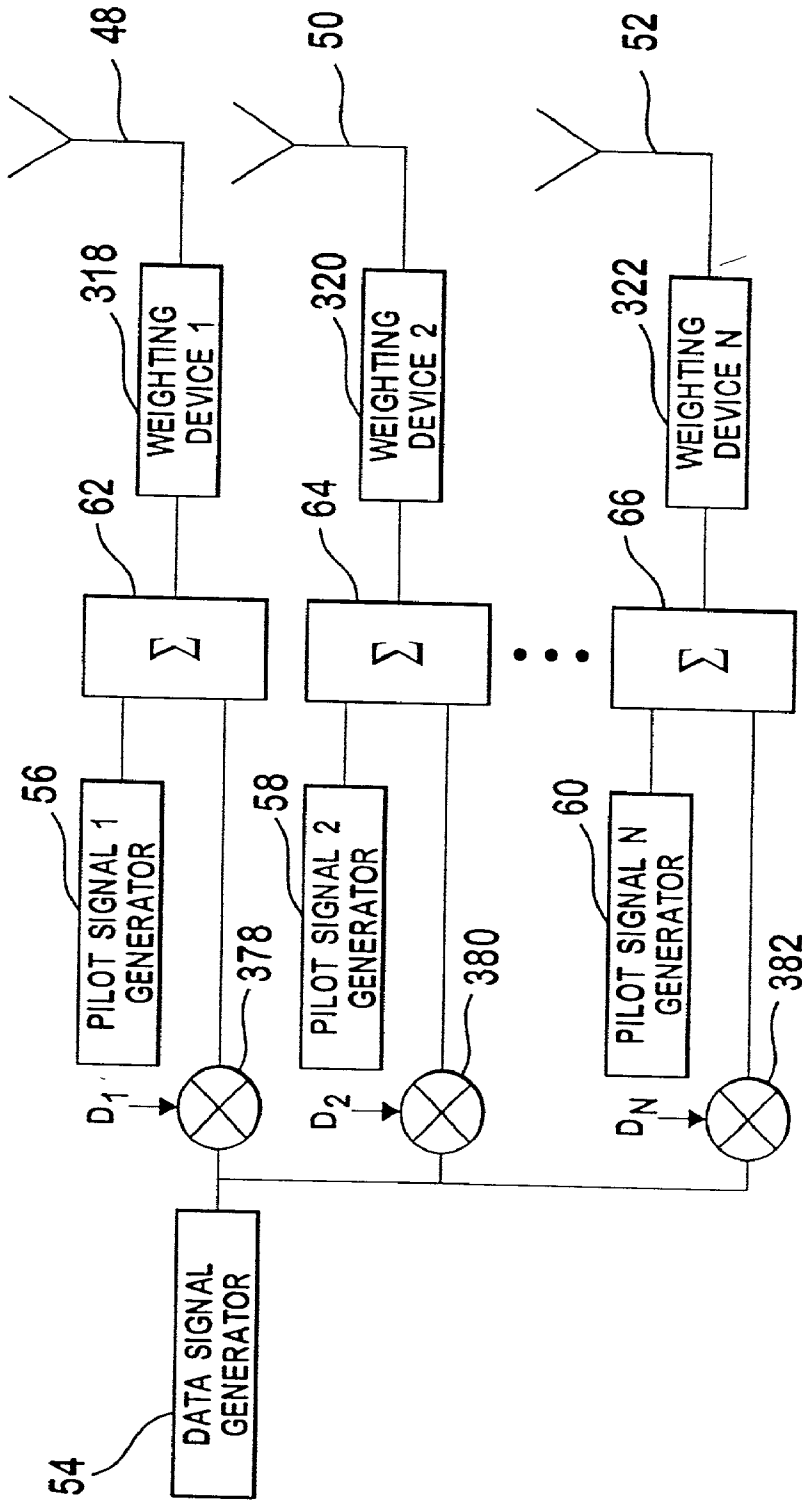 48
318
WEIGHTING
DEVICE 1
62
Σ
56
PILOT SIGNAL 1
GENERATOR
D1
378
50
320
WEIGHTING
DEVICE 2
64
Σ
58
PILOT SIGNAL 2
GENERATOR
D2
380
52
322
WEIGHTING
DEVICE N
66
Σ
60
PILOT SIGNAL N
GENERATOR
DN
382
54
DATA SIGNAL
GENERATOR